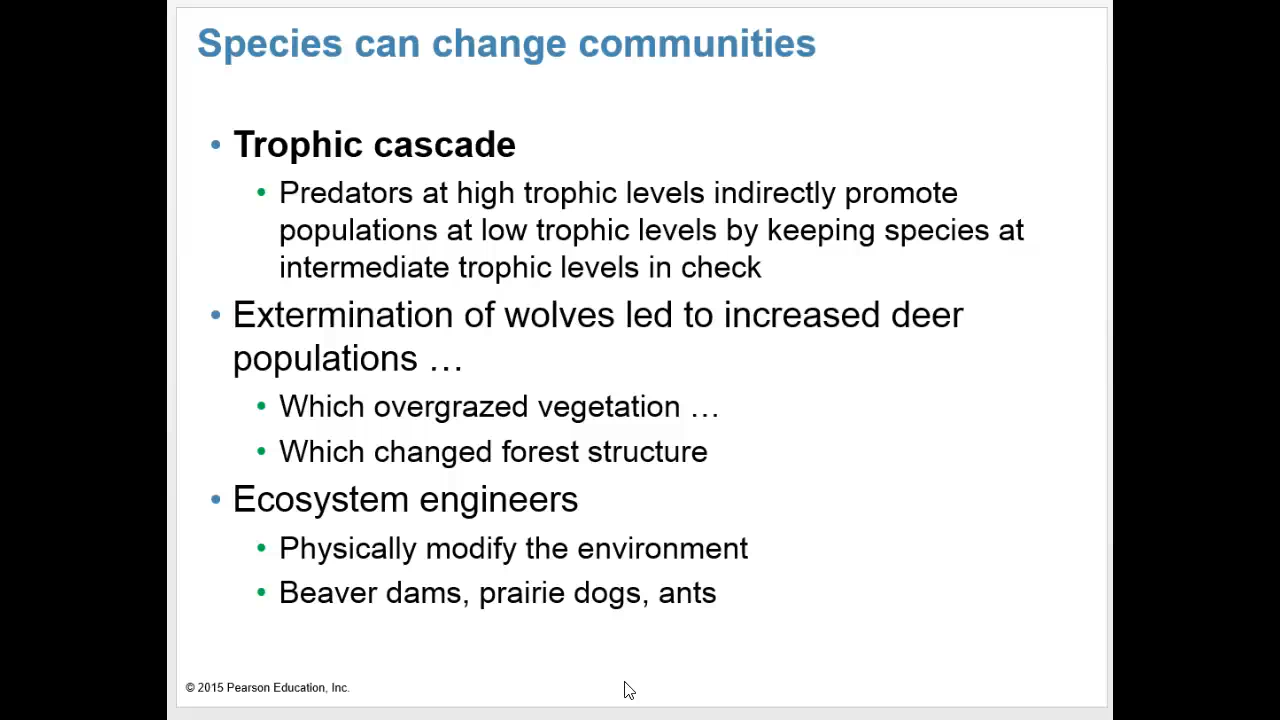 Species can change communities
• Trophic cascade
• Predators at high trophic levels indirectly promote
populations at low trophic levels by keeping species at
intermediate trophic levels in check
• Extermination of wolves led to increased deer
populations …
• Which overgrazed vegetation …
• Which changed forest structure
• Ecosystem engineers
• Physically modify the environment
• Beaver dams, prairie dogs, ants
© 2015 Pearson Education, Inc.